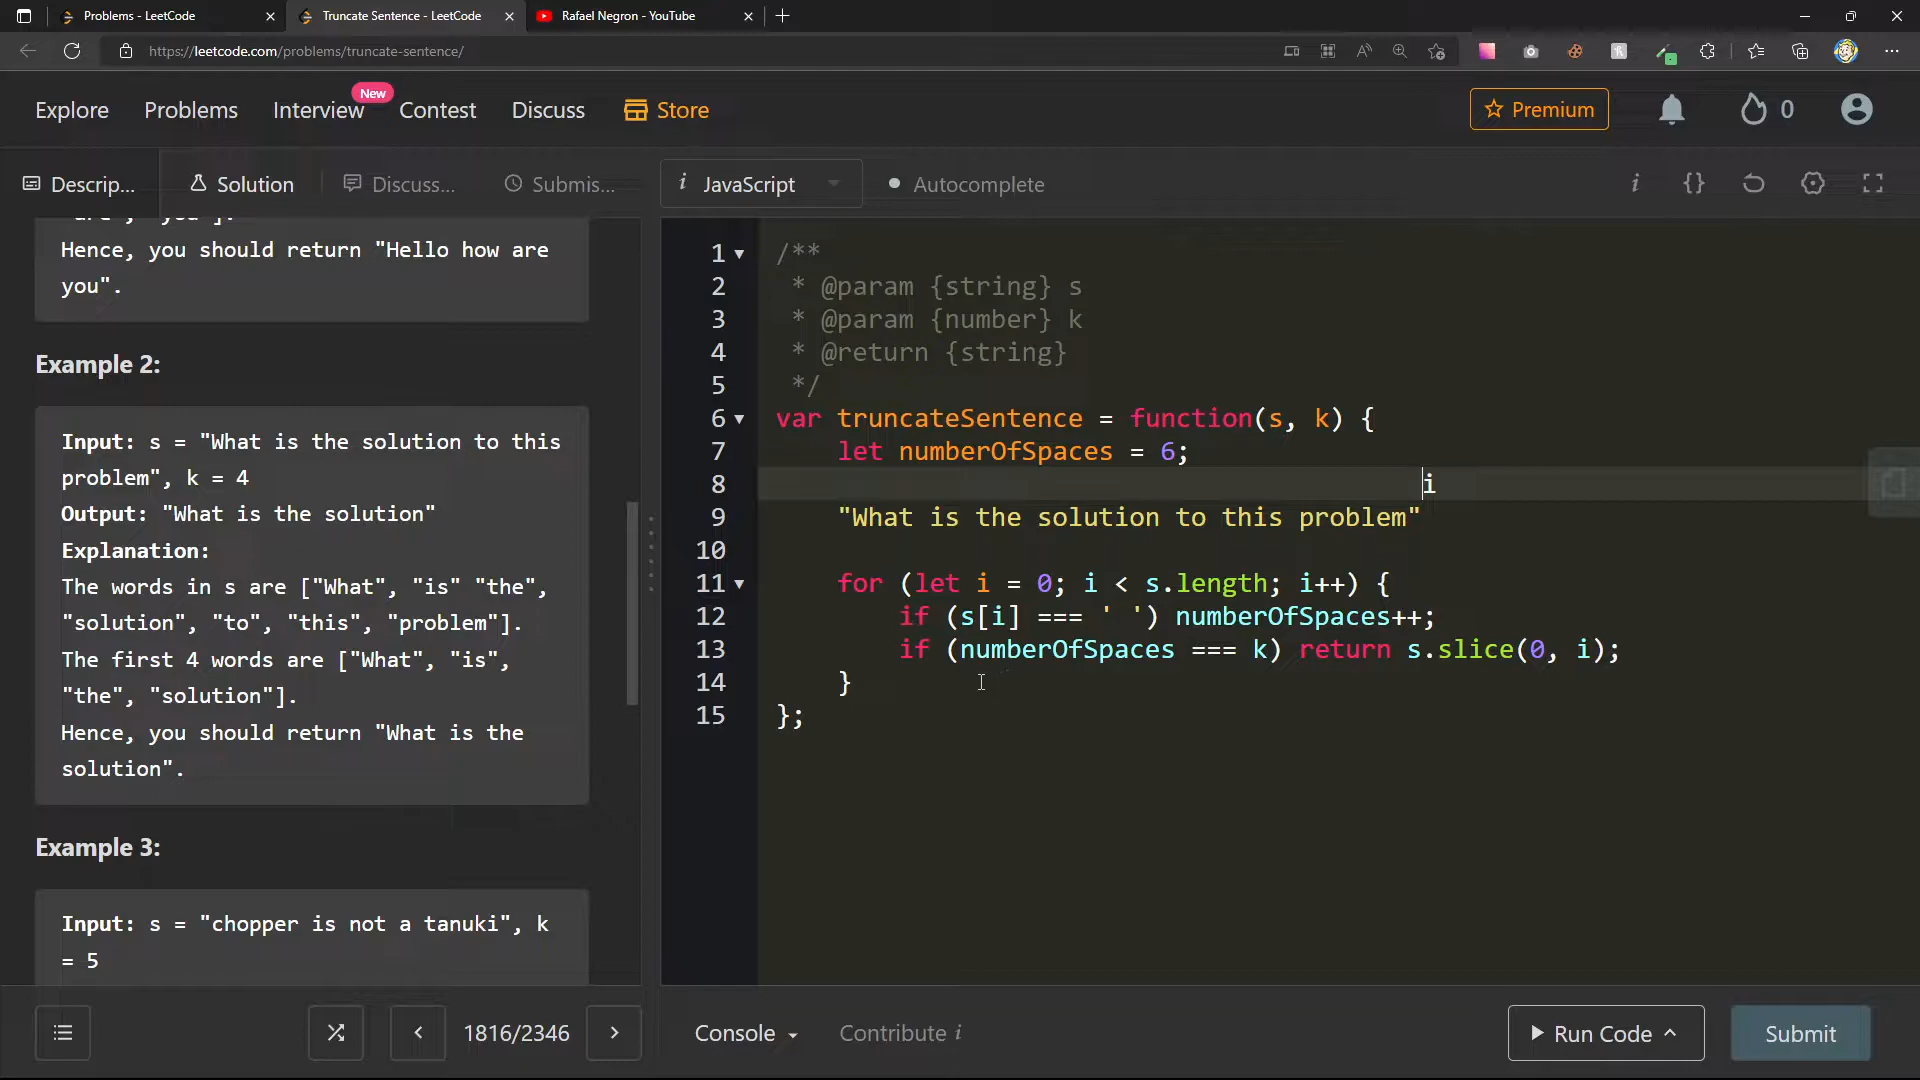 Problems - LeetCode
Truncate Sentence - LeetCode
Rafael Negron - YouTube
https://leetcode.com/problems/truncate-sentence/
Explore
Problems
Interview
New
Contest
Discuss
Store
Premium
0
Descrip...
Solution
Discuss...
Submis...
i JavaScript
Autocomplete
Hence, you should return "Hello how are
you".
Example 2:
Input: s = "What is the solution to this
problem", k = 4
Output: "What is the solution"
Explanation:
The words in s are ["What", "is" "the",
"solution", "to", "this", "problem"].
The first 4 words are ["What", "is",
"the", "solution"].
Hence, you should return "What is the
solution".
Example 3:
Input: s = "chopper is not a tanuki", k
= 5
1 /**
2 * @param {string} s
3 * @param {number} k
4 * @return {string}
5 */
6 var truncateSentence = function(s, k) {
7 let numberOfSpaces = 6;
8 i
9 "What is the solution to this problem"
10
11 for (let i = 0; i < s.length; i++) {
12 if (s[i] === ' ') numberOfSpaces++;
13 if (numberOfSpaces === k) return s.slice(0, i);
14 }
15 };
1816/2346
Console
Contribute i
Run Code
Submit